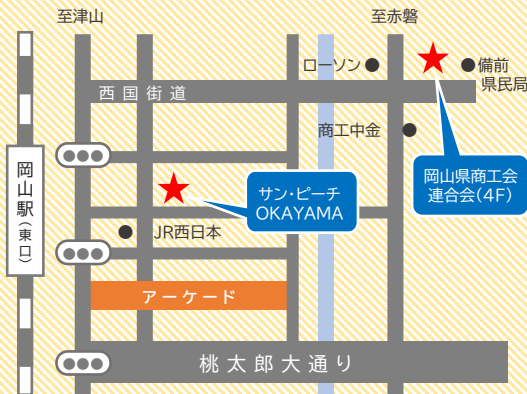 至津山
至赤磐
ローソン
備前
県民局
西国街道
商工中金
岡山県商工会
連合会(4F)
サン・ピーチ
OKAYAMA
岡山駅(東口)
JR西日本
アーケード
桃太郎大通り